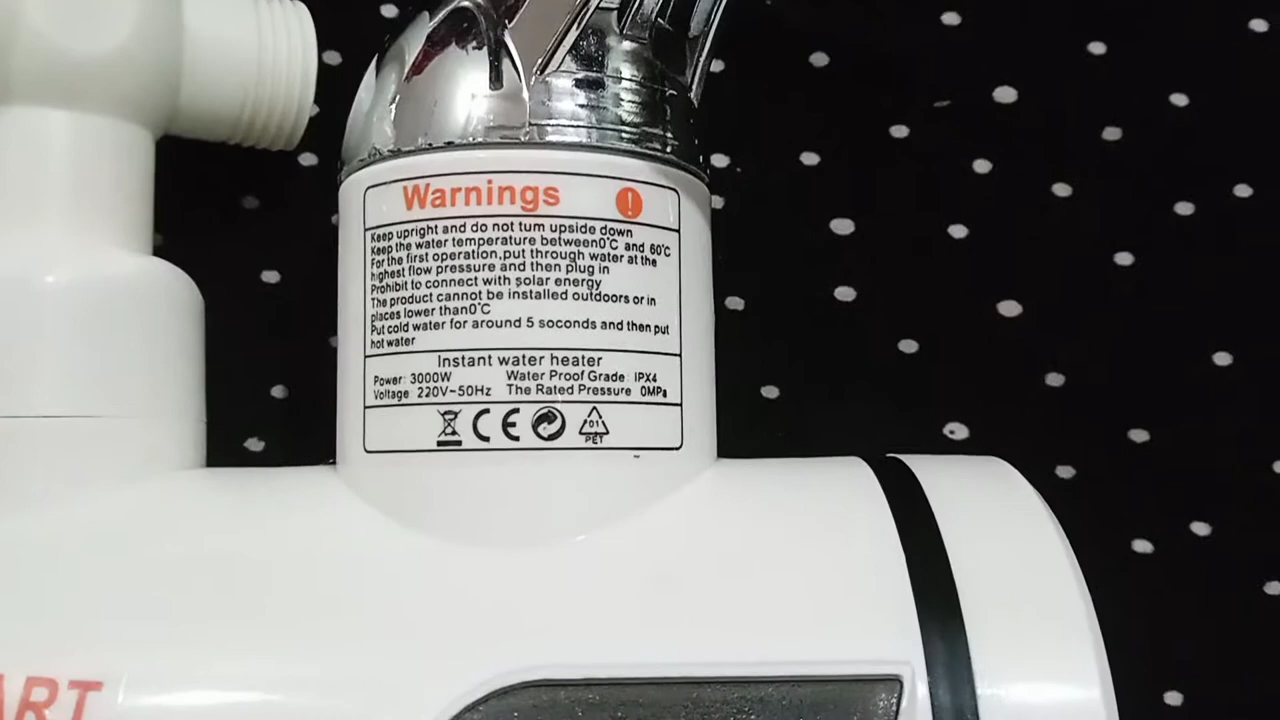 Warnings !
Keep upright and do not tum upside down
Keep the water temperature between0°C and 60°C
For the first operation,put through water at the
highest flow pressure and then plug in
Prohibit to connect with solar energy
The product cannot be installed outdoors or in
places lower than0°C
Put cold water for around 5 soconds and then put
hot water
Instant water heater
Power: 3000W Water Proof Grade: IPX4
Voltage 220V~50Hz The Rated Pressure 0MPa
CE 01
PET
ART